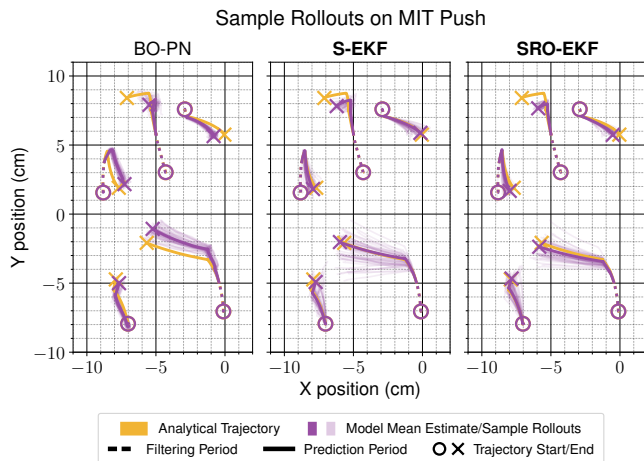 Sample Rollouts on MIT Push
BO-PN
S-EKF
SRO-EKF
Y position (cm)
10
5
0
−5
−10
−10
−5
0
−10
−5
0
−10
−5
0
X position (cm)
Analytical Trajectory
Model Mean Estimate/Sample Rollouts
Filtering Period
Prediction Period
Trajectory Start/End